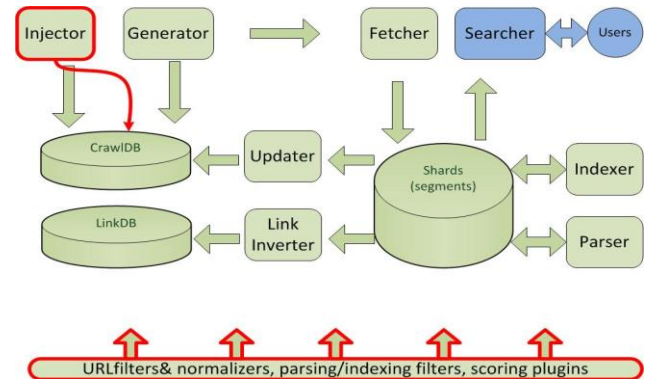 Injector
Generator
Fetcher
Searcher
Users
CrawlDB
Updater
Shards
(segments)
Indexer
LinkDB
Link
Inverter
Parser
URLfilters& normalizers, parsing/indexing filters, scoring plugins